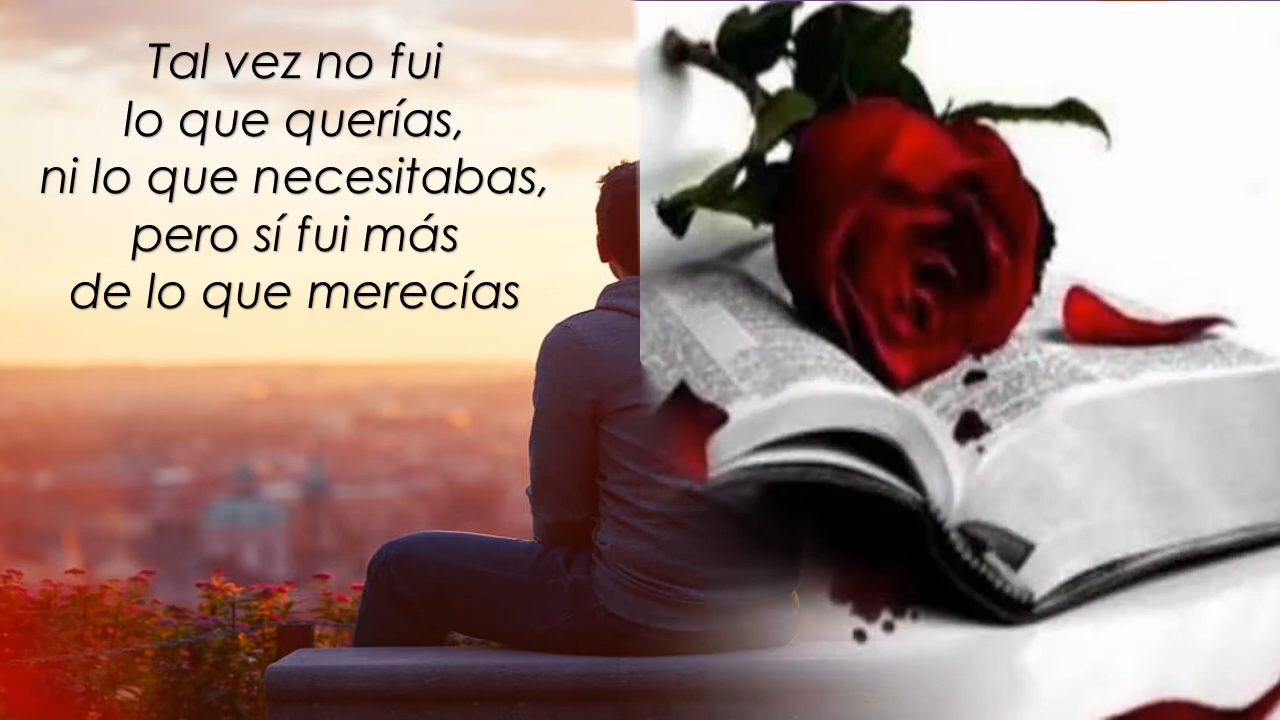 Tal vez no fui
lo que querías,
ni lo que necesitabas,
pero sí fui más
de lo que merecías